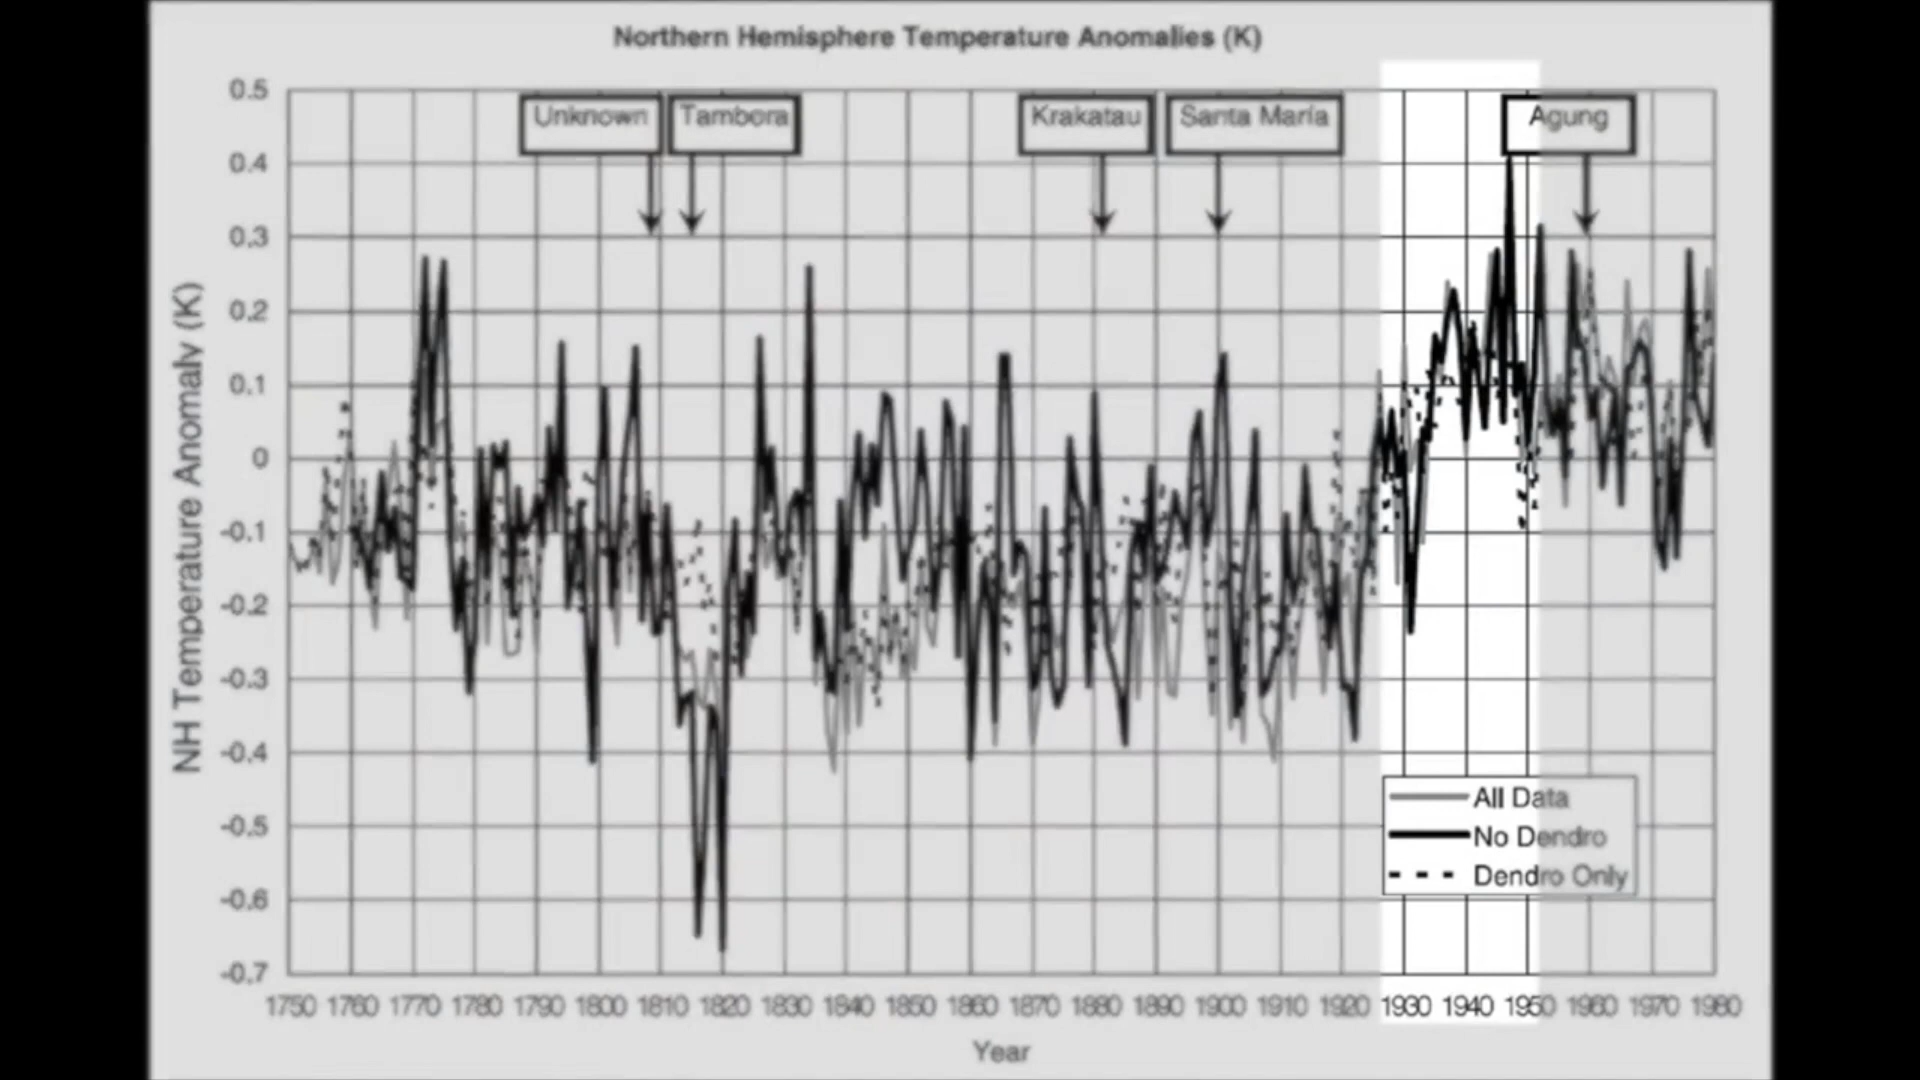 Northern Hemisphere Temperature Anomalies (K)
0.5
Unknown
Tambora
Krakatau
Santa María
Agung
0.4
0.3
0.2
0.1
0
-0.1
-0.2
-0.3
-0.4
-0.5
-0.6
-0.7
NH Temperature Anomaly (K)
All Data
No Dendro
Dendro Only
1750 1760 1770 1780 1790 1800 1810 1820 1830 1840 1850 1860 1870 1880 1890 1900 1910 1920 1930 1940 1950 1960 1970 1980
Year